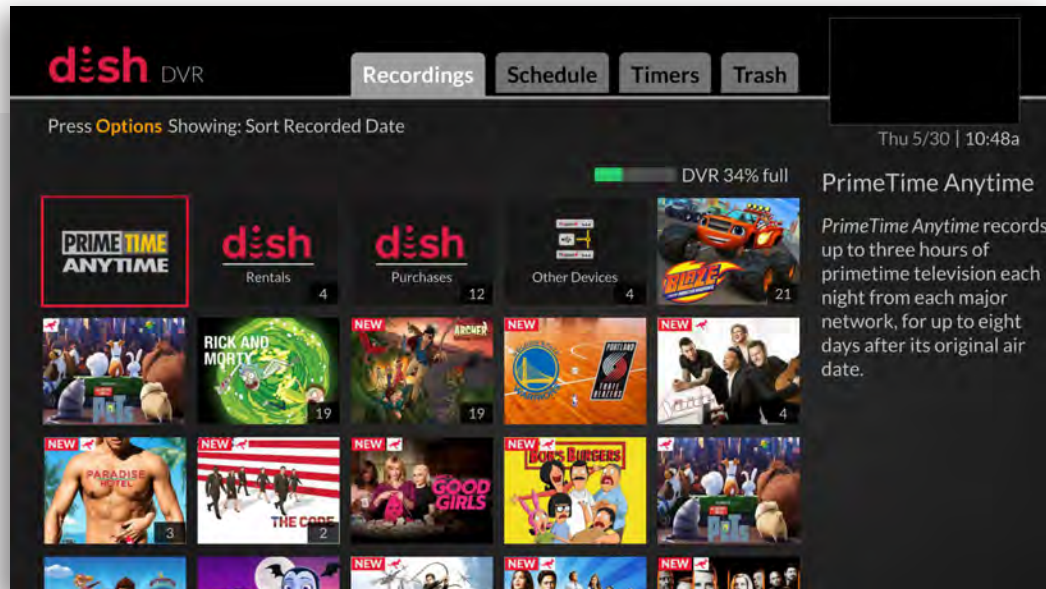 dish DVR
Recordings
Schedule
Timers
Trash
Press Options Showing: Sort Recorded Date
Thu 5/30 | 10:48a
DVR 34% full
PrimeTime Anytime
PrimeTime Anytime records
up to three hours of
primetime television each
night from each major
network, for up to eight
days after its original air
date.
PRIME TIME
ANYTIME
dish
Rentals
4
dish
Purchases
12
Other Devices
4
BLAZE
21
PETS
RICK AND
MORTY
19
NEW
ARCHER
19
NEW
WARRIORS
PORTLAND
TRAIL
BLAZERS
NEW
4
NEW
PARADISE
HOTEL
3
NEW
THE CODE
2
NEW
GOOD
GIRLS
NEW
BOB'S BURGERS
PETS
NEW
NEW
NEW